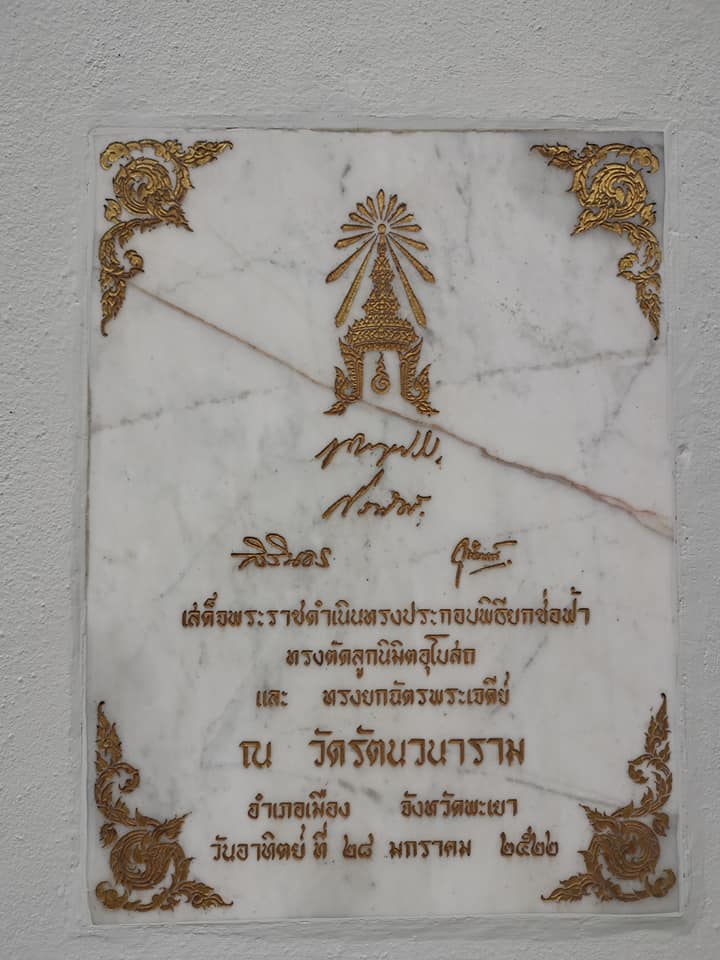 สิรินธร
เสด็จพระราชดำเนินทรงประกอบพิธียกช่อฟ้า
ทรงตัดลูกนิมิตอุโบสถ
และ ทรงยกฉัตรพระเจดีย์
ณ วัดรัตนวนาราม
อำเภอเมือง จังหวัดพะเยา
วันอาทิตย์ ที่ ๒๘ มกราคม ๒๕๒๒